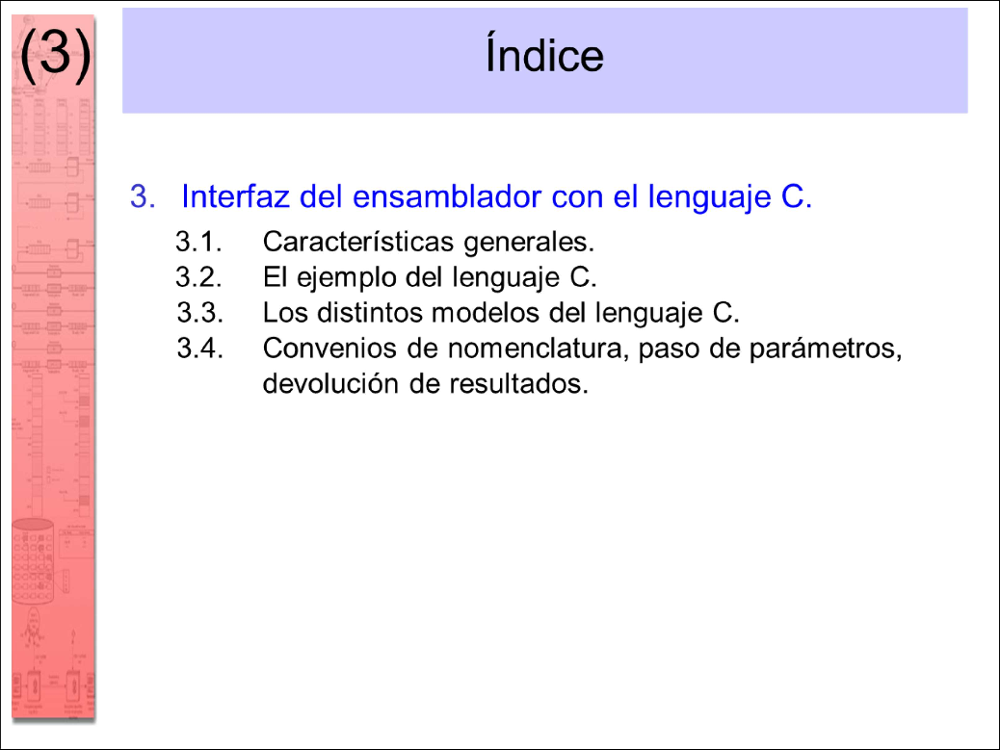 (3)
Índice
3. Interfaz del ensamblador con el lenguaje C.
3.1. Características generales.
3.2. El ejemplo del lenguaje C.
3.3. Los distintos modelos del lenguaje C.
3.4. Convenios de nomenclatura, paso de parámetros,
devolución de resultados.